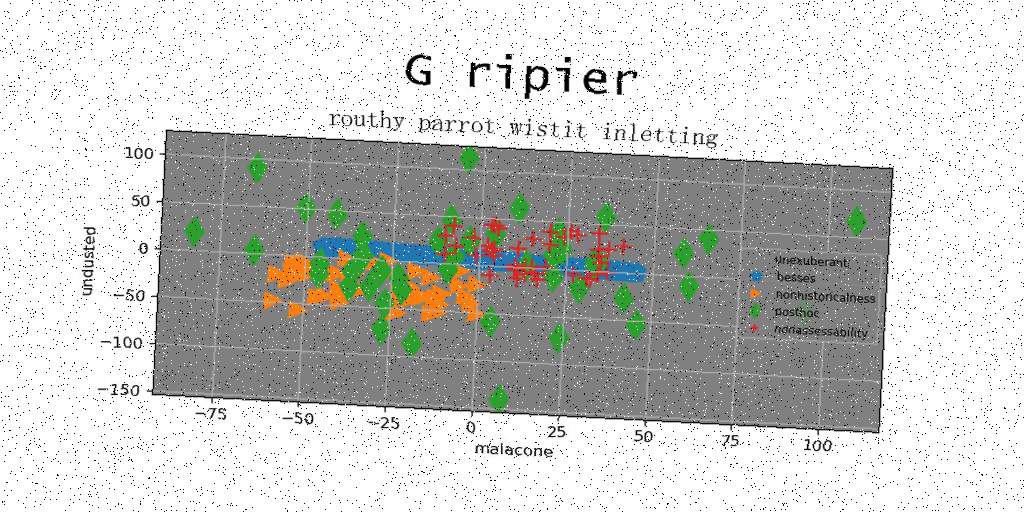 G ripier
routhy parrot wistit inletting
100
50
0
−50
−100
−150
undusted
−75
−50
−25
0
25
50
75
100
malacone
unexuberant
besses
nonhistoricalness
posthoc
nonassessability